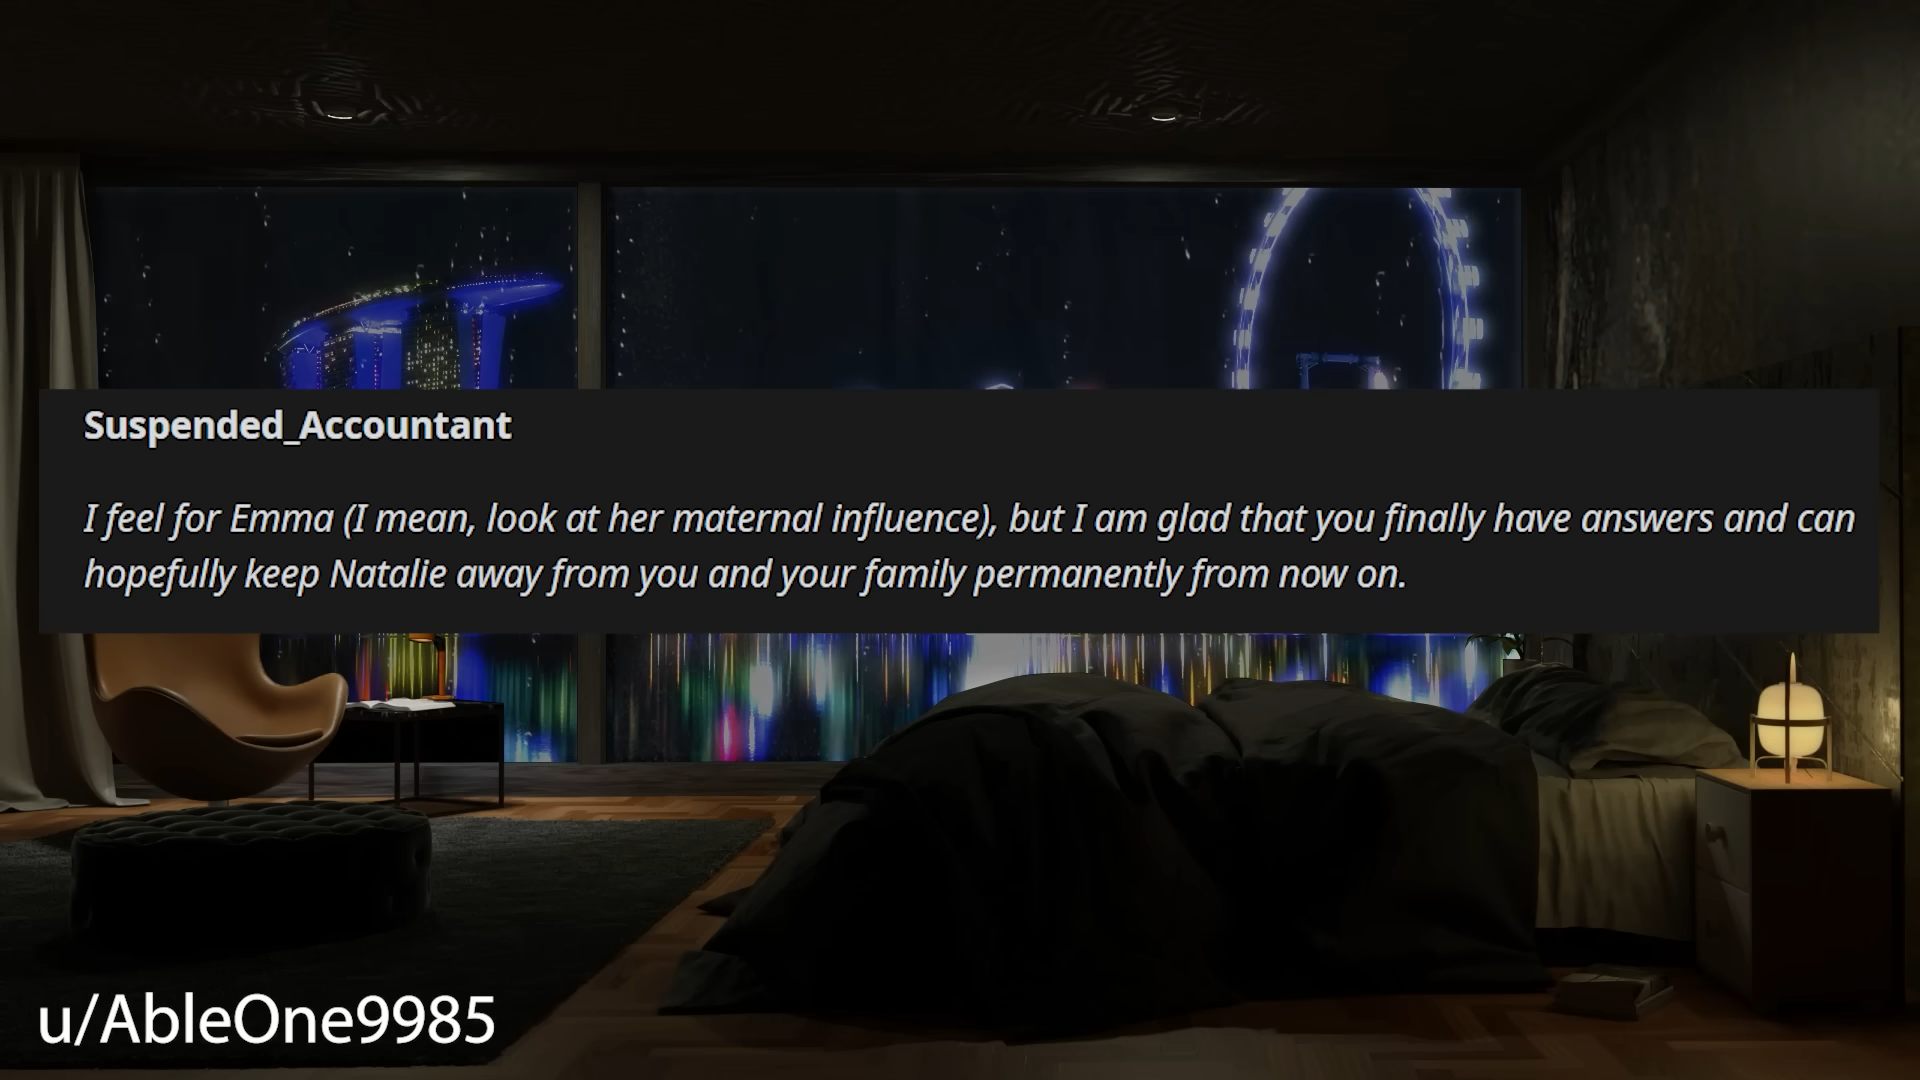 Suspended_Accountant
I feel for Emma (I mean, look at her maternal influence), but I am glad that you finally have answers and can
hopefully keep Natalie away from you and your family permanently from now on.
u/AbleOne9985